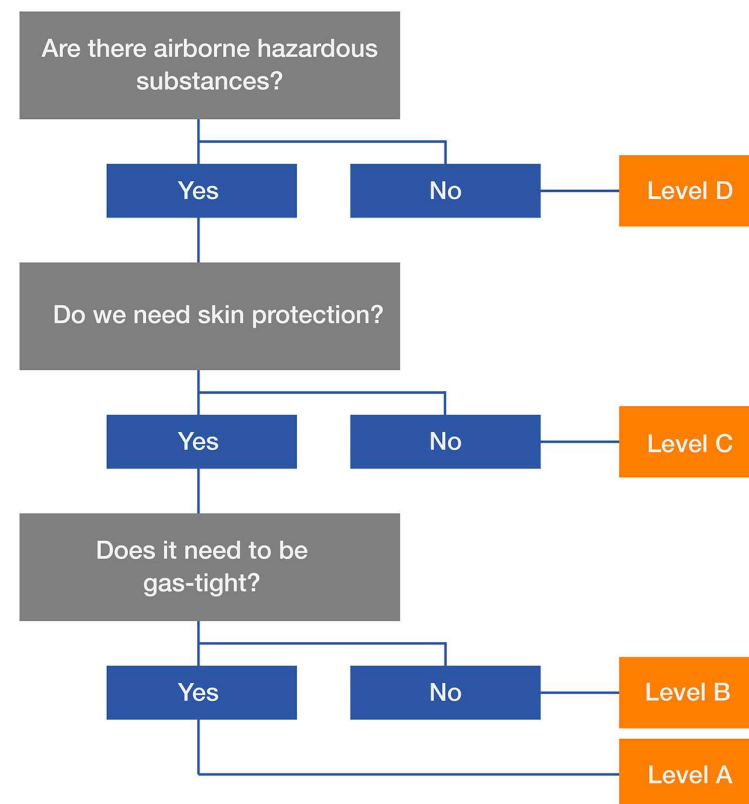 Are there airborne hazardous
substances?
Yes
No
Level D
Do we need skin protection?
Yes
No
Level C
Does it need to be
gas-tight?
Yes
No
Level B
Level A